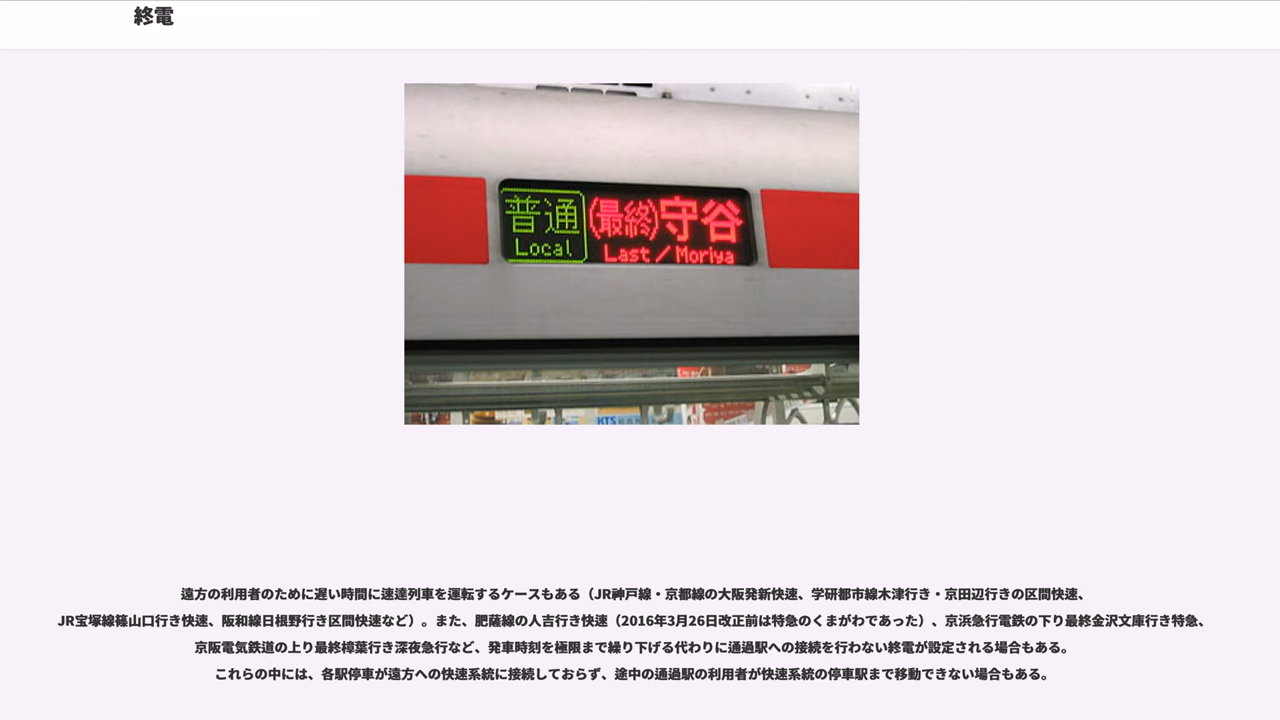 終電
普通 (最終)守谷
Local Last / Moriya
KTS
遠方の利用者のために遅い時間に速達列車を運転するケースもある（JR神戸線・京都線の大阪発新快速、学研都市線木津行き・京田辺行きの区間快速、
JR宝塚線篠山口行き快速、阪和線日根野行き区間快速など）。また、肥薩線の人吉行き快速（2016年3月26日改正前は特急のくまがわであった）、京浜急行電鉄の下り最終金沢文庫行き特急、
京阪電気鉄道の上り最終樟葉行き深夜急行など、発車時刻を極限まで繰り下げる代わりに通過駅への接続を行わない終電が設定される場合もある。
これらの中には、各駅停車が遠方への快速系統に接続しておらず、途中の通過駅の利用者が快速系統の停車駅まで移動できない場合もある。